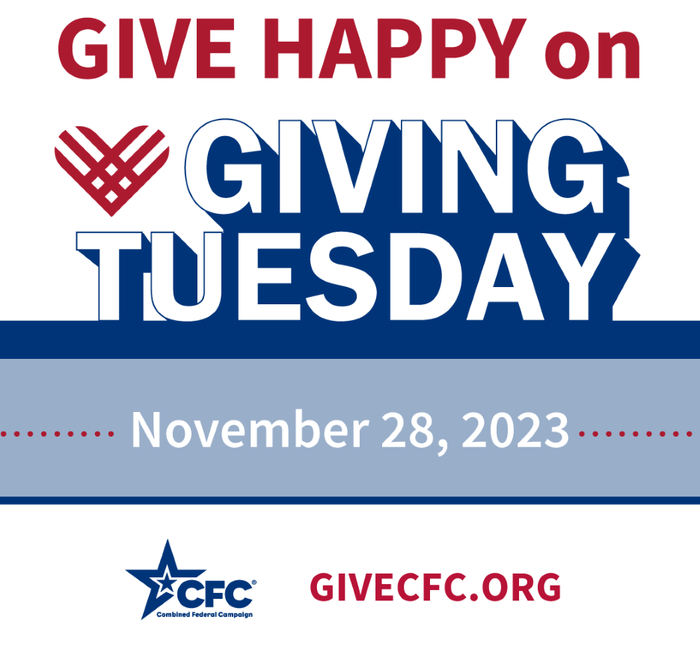 GIVE HAPPY on
GIVING
TUESDAY
November 28, 2023
CFC®
Combined Federal Campaign
GIVECFC.ORG